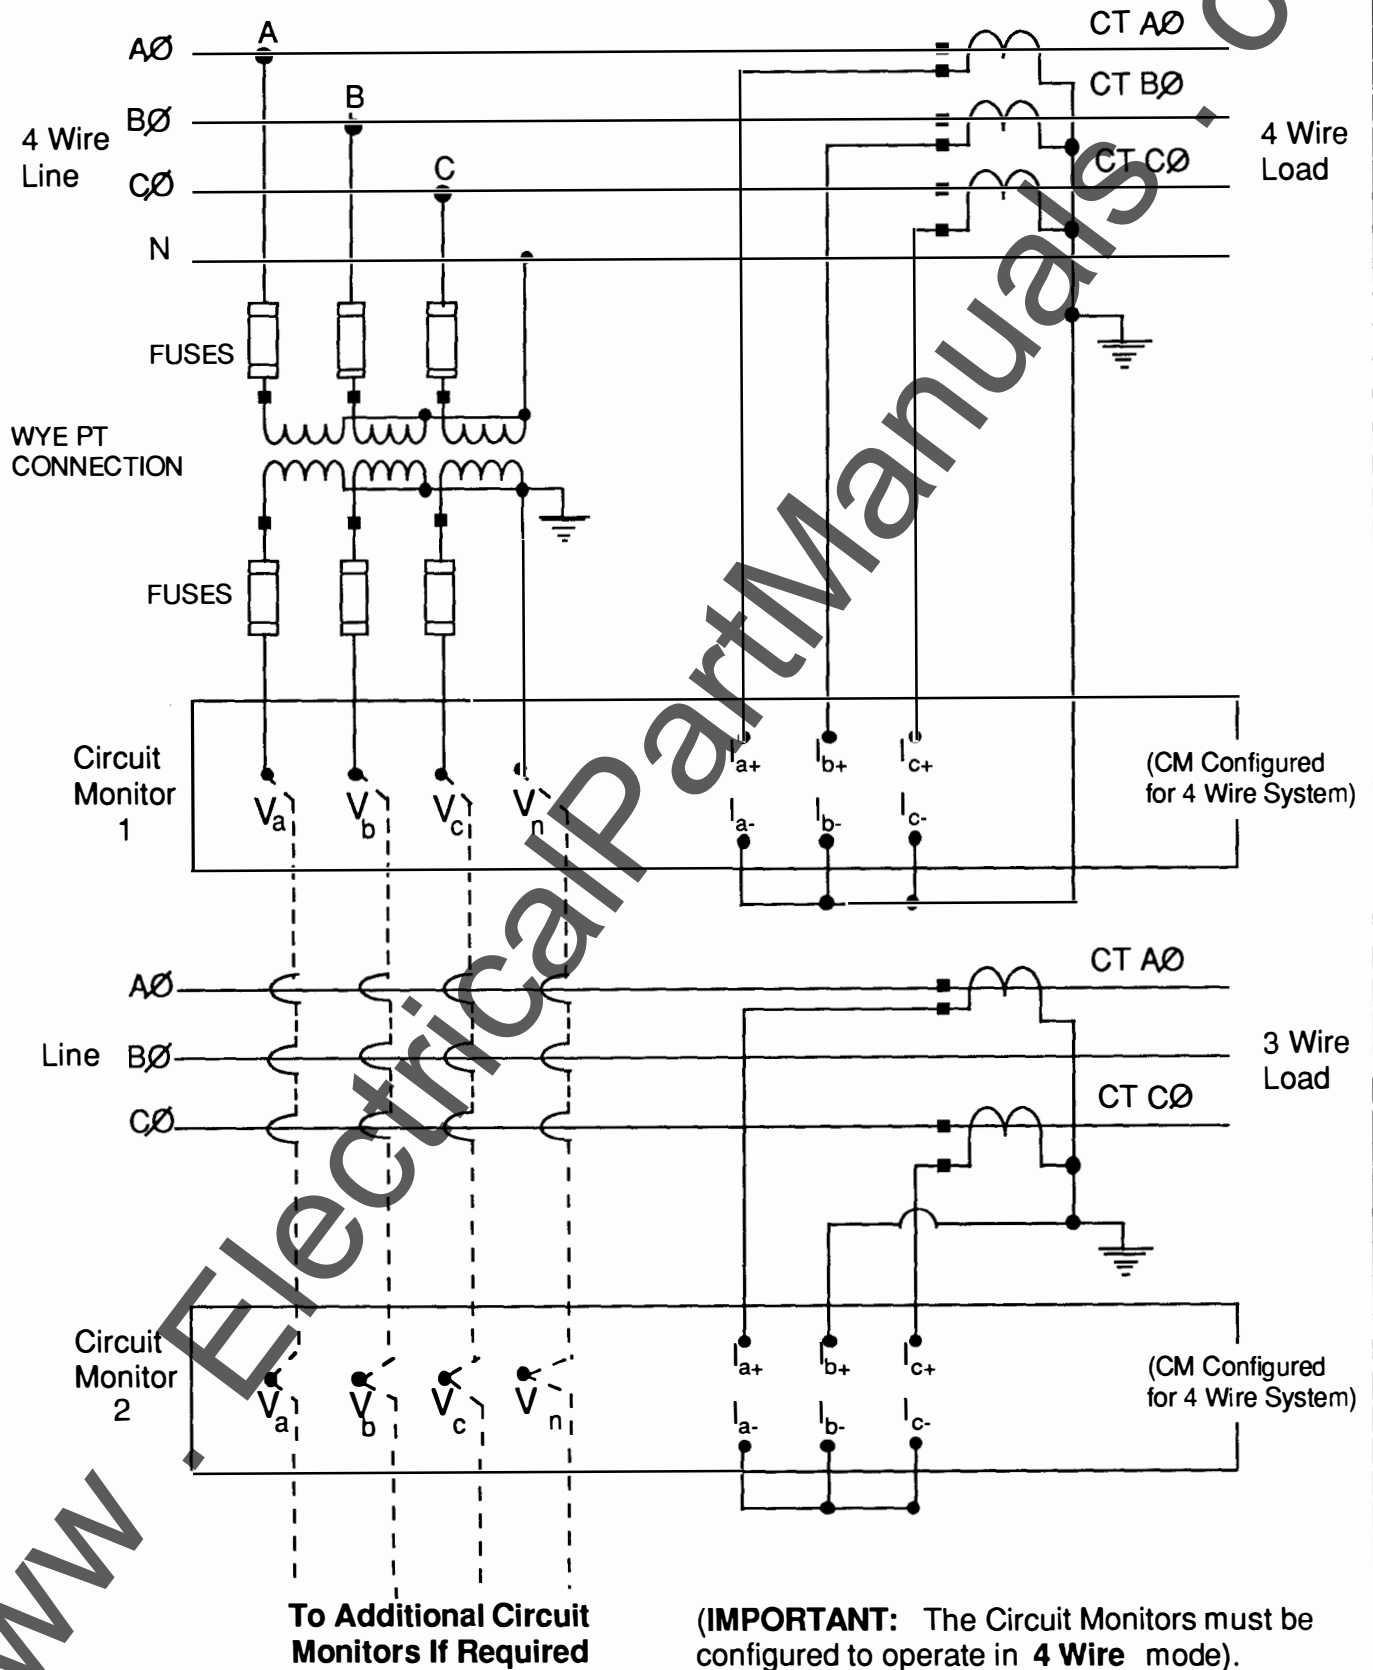 A
CT AØ
AØ
CT BØ
B
BØ
4 Wire
Line
4 Wire
Load
CT CØ
C
CØ
N
FUSES
WYE PT
CONNECTION
FUSES
Circuit
Monitor
1
Va
Vb
Vc
Vn
Ia+
Ib+
Ic+
Ia-
Ib-
Ic-
(CM Configured
for 4 Wire System)
CT AØ
AØ
Line
BØ
3 Wire
Load
CT CØ
CØ
Circuit
Monitor
2
Va
Vb
Vc
Vn
Ia+
Ib+
Ic+
Ia-
Ib-
Ic-
(CM Configured
for 4 Wire System)
To Additional Circuit
Monitors If Required
(IMPORTANT: The Circuit Monitors must be
configured to operate in 4 Wire mode).
ww . ElectricalPartManuals . o